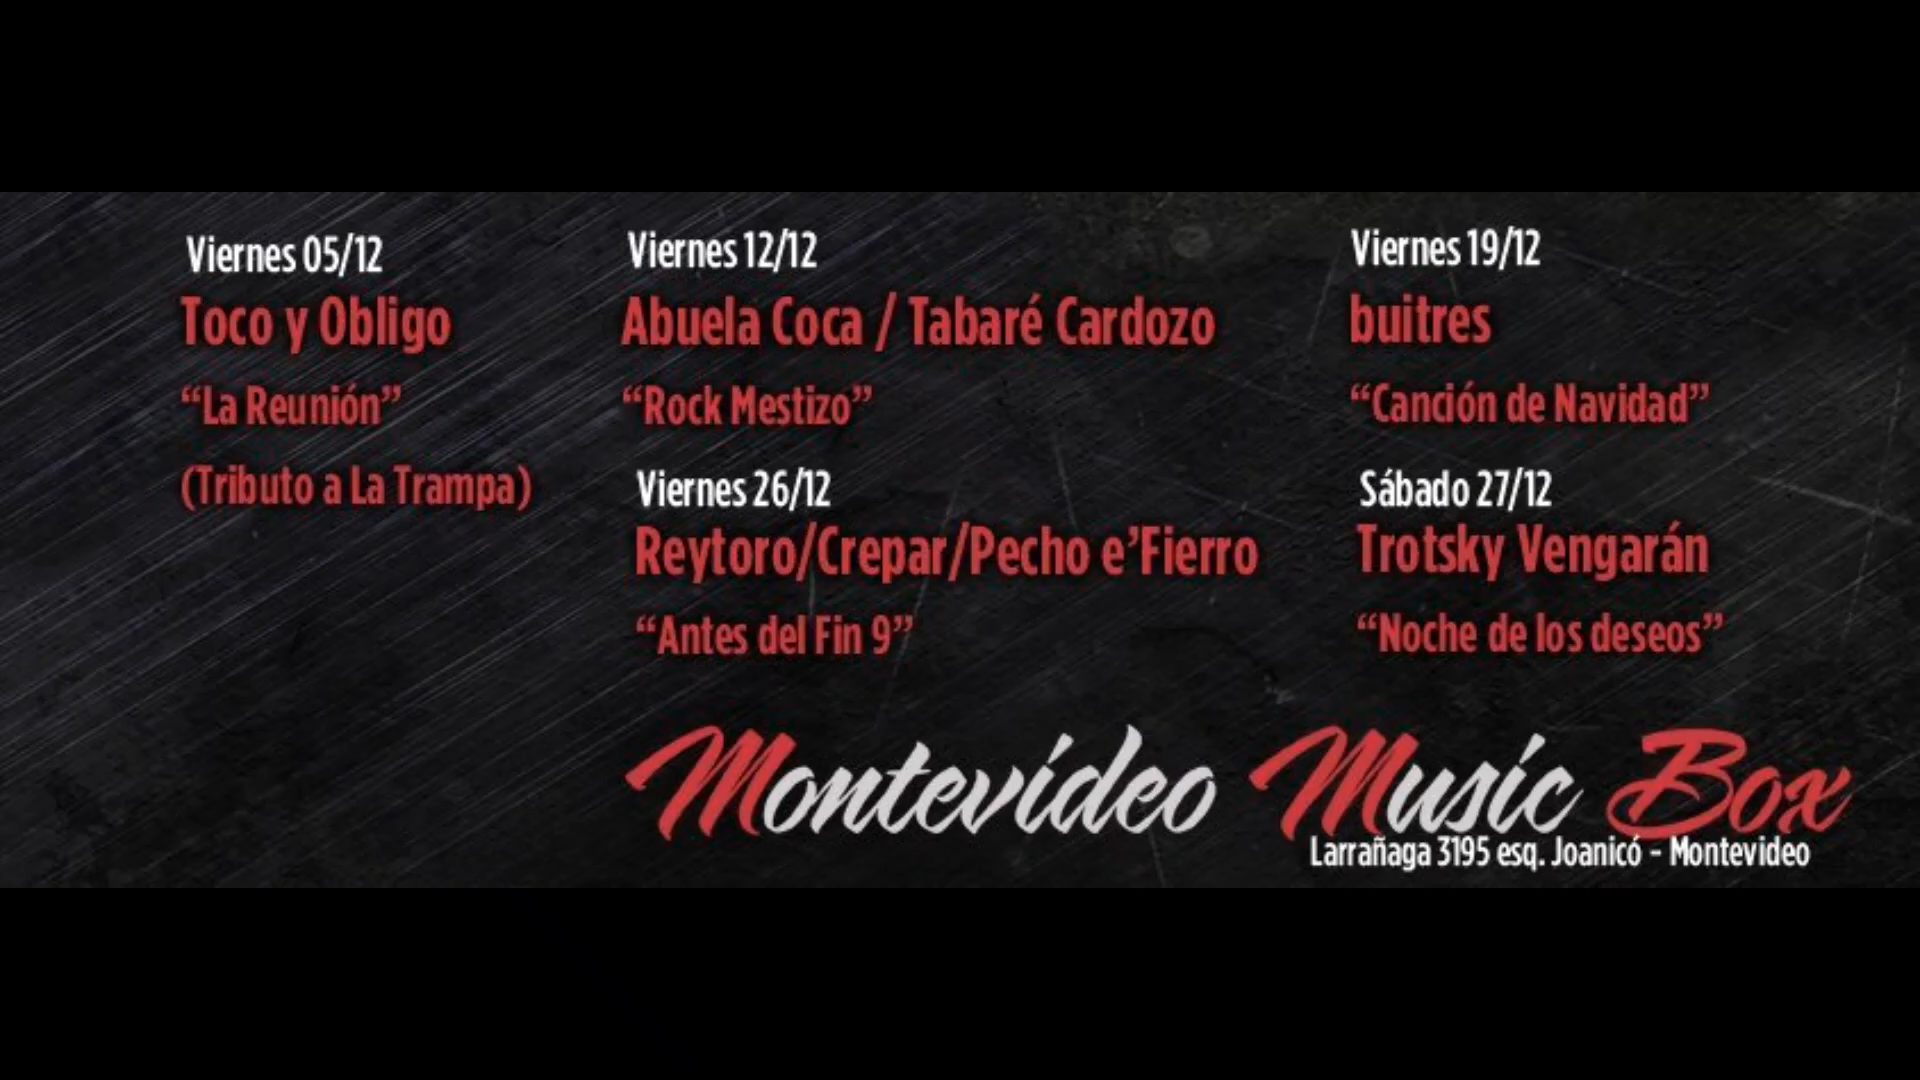 Viernes 05/12
Toco y Obligo
“La Reunión”
(Tributo a La Trampa)
Viernes 12/12
Abuela Coca / Tabaré Cardozo
“Rock Mestizo”
Viernes 19/12
buitres
“Canción de Navidad”
Viernes 26/12
Reytoro/Crepar/Pecho e’Fierro
“Antes del Fin 9”
Sábado 27/12
Trotsky Vengarán
“Noche de los deseos”
Montevideo Music Box
Larrañaga 3195 esq. Joanicó - Montevideo